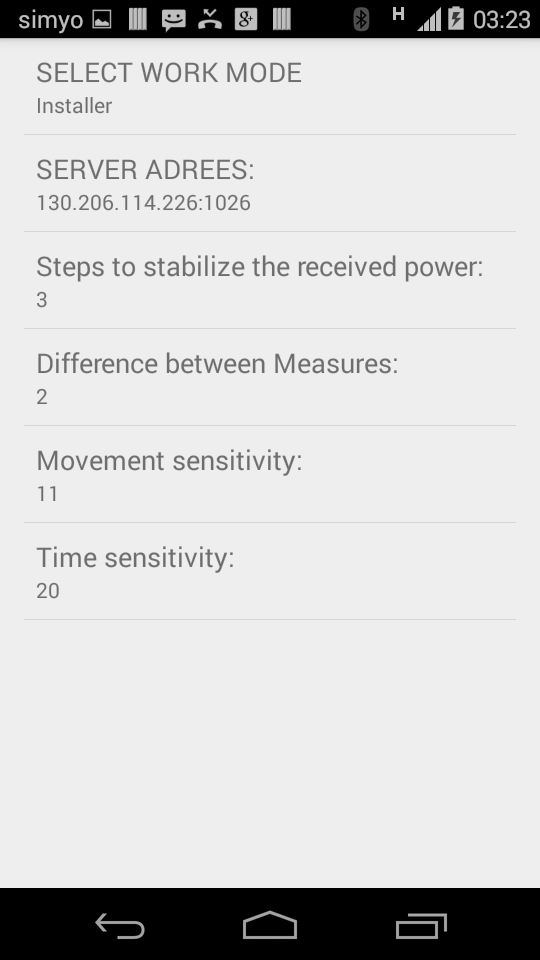 simyo H 03:23
SELECT WORK MODE
Installer
SERVER ADREES:
130.206.114.226:1026
Steps to stabilize the received power:
3
Difference between Measures:
2
Movement sensitivity:
11
Time sensitivity:
20